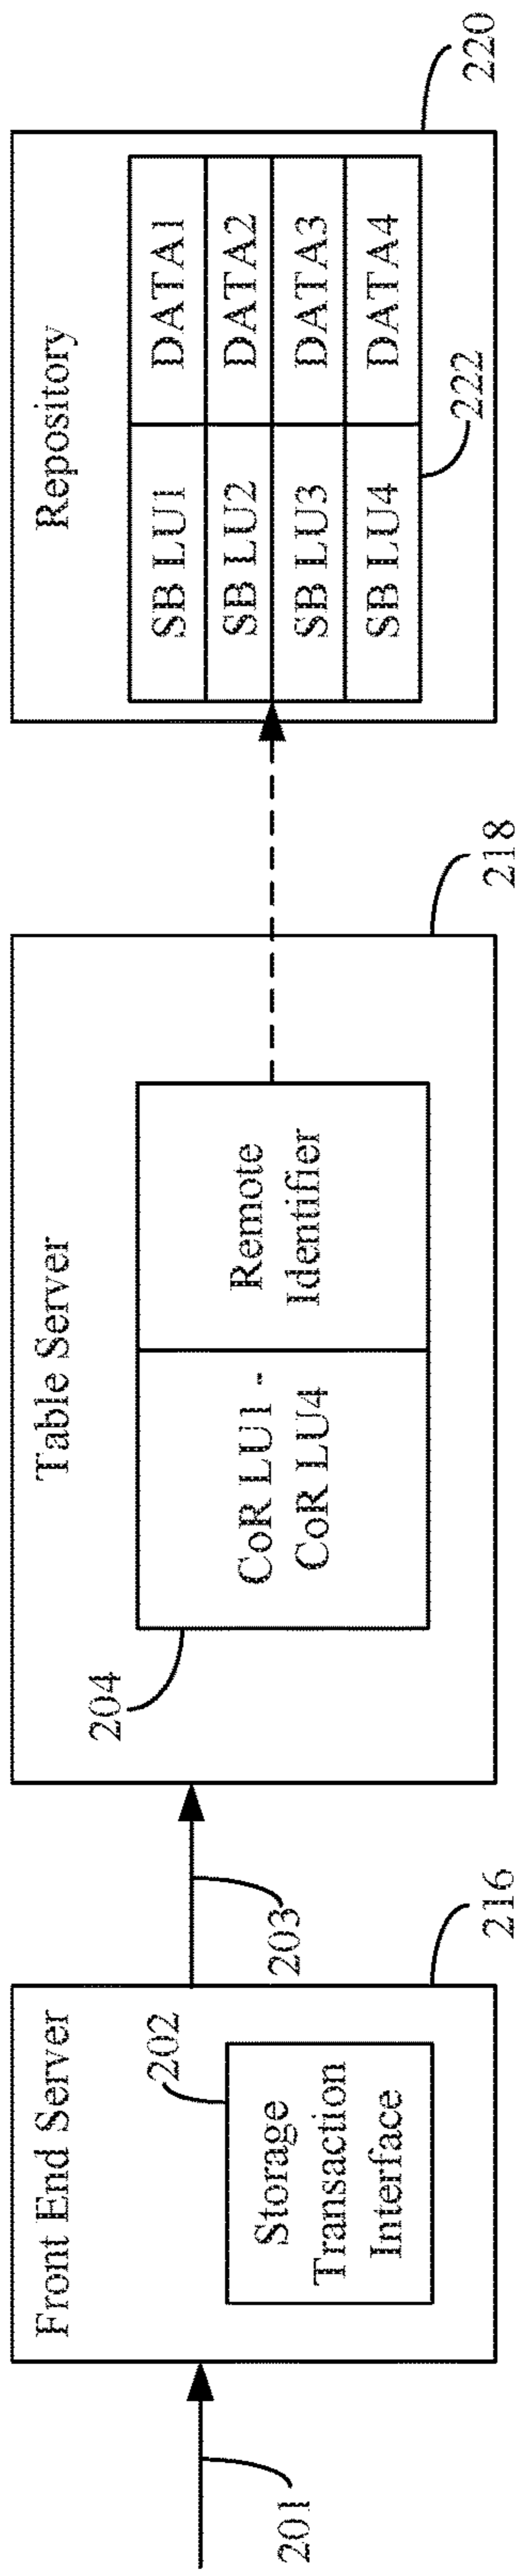 201
Front End Server
202
Storage
Transaction
Interface
216
203
Table Server
204
CoR LU1 -
CoR LU4
Remote
Identifier
218
Repository
SB LU1
DATA1
SB LU2
DATA2
SB LU3
DATA3
SB LU4
DATA4
222
220